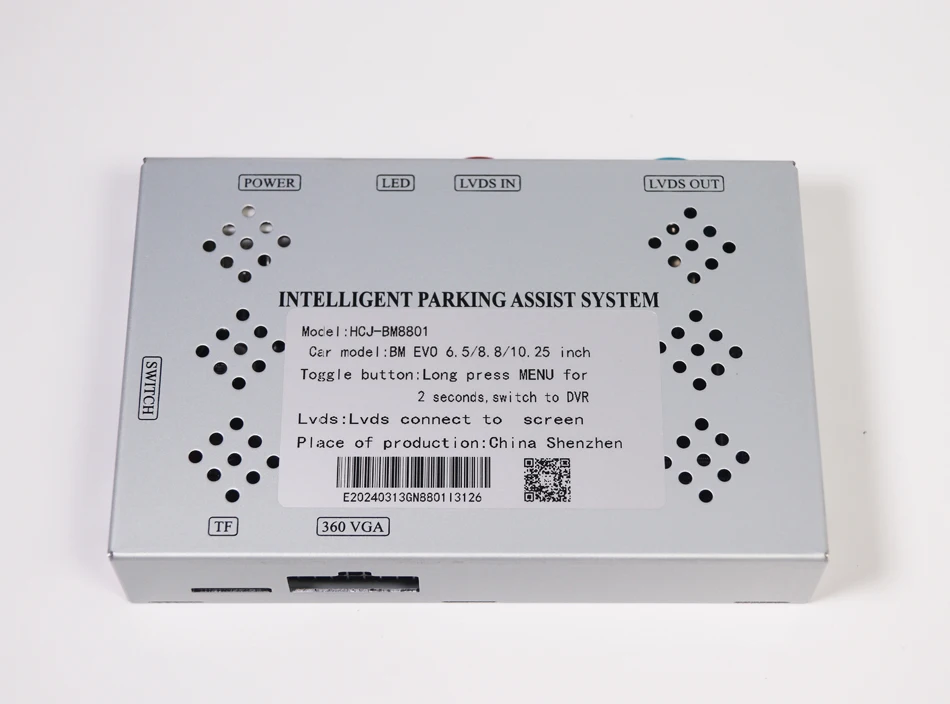 POWER
LED
LVDS IN
LVDS OUT
INTELLIGENT PARKING ASSIST SYSTEM
Model:HCJ-BM8801
Car model:BM EVO 6.5/8.8/10.25 inch
Toggle button:Long press MENU for
2 seconds,switch to DVR
SWITCH
Lvds:Lvds connect to screen
Place of production:China Shenzhen
E20240313GN8801I3126
TF
360 VGA